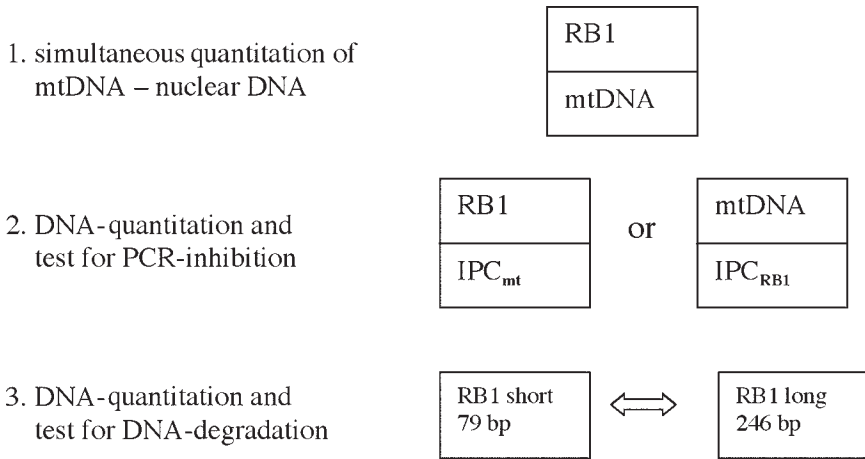 1. simultaneous quantitation of
mtDNA – nuclear DNA
RB1
mtDNA
2. DNA-quantitation and
test for PCR-inhibition
RB1
IPCmt
or
mtDNA
IPCRB1
3. DNA-quantitation and
test for DNA-degradation
RB1 short
79 bp
RB1 long
246 bp